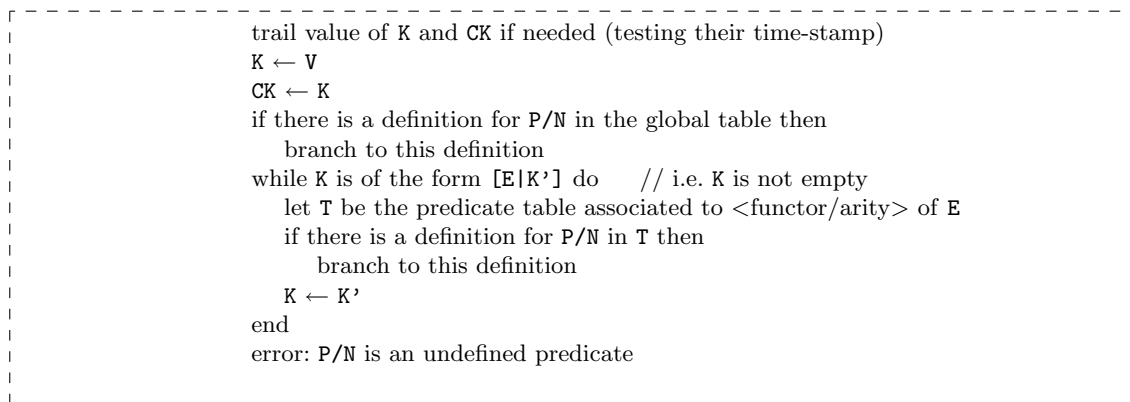 trail value of K and CK if needed (testing their time-stamp)
K ← V
CK ← K
if there is a definition for P/N in the global table then
branch to this definition
while K is of the form [E|K'] do // i.e. K is not empty
let T be the predicate table associated to <functor/arity> of E
if there is a definition for P/N in T then
branch to this definition
K ← K'
end
error: P/N is an undefined predicate